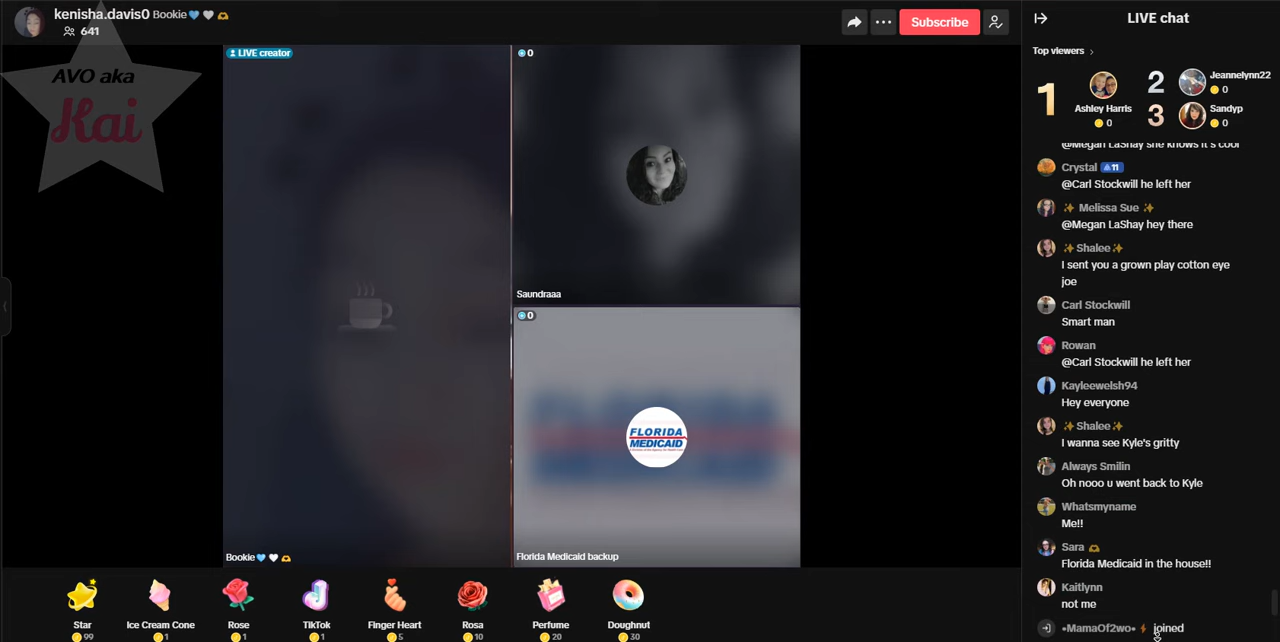 kenisha.davis0 Bookie🩵🤍🫶
641
AVO aka
Kai
Subscribe
LIVE creator
0
Saundraaa
0
FLORIDA
MEDICAID
Florida Medicaid backup
Bookie🩵🤍🫶
Star
99
Ice Cream Cone
1
Rose
1
TikTok
1
Finger Heart
5
Rosa
10
Perfume
20
Doughnut
30
LIVE chat
Top viewers >
1
Ashley Harris
0
2
Jeannelynn22
0
3
Sandyp
0
@Megan LaShay she knows it's cool
Crystal 11
@Carl Stockwill he left her
✨ Melissa Sue ✨
@Megan LaShay hey there
✨Shalee✨
I sent you a grown play cotton eye
joe
Carl Stockwill
Smart man
Rowan
@Carl Stockwill he left her
Kayleewelsh94
Hey everyone
✨Shalee✨
I wanna see Kyle's gritty
Always Smilin
Oh nooo u went back to Kyle
Whatsmyname
Me!!
Sara 🫶
Florida Medicaid in the house!!
Kaitlynn
not me
•MamaOf2wo•⚡ joined